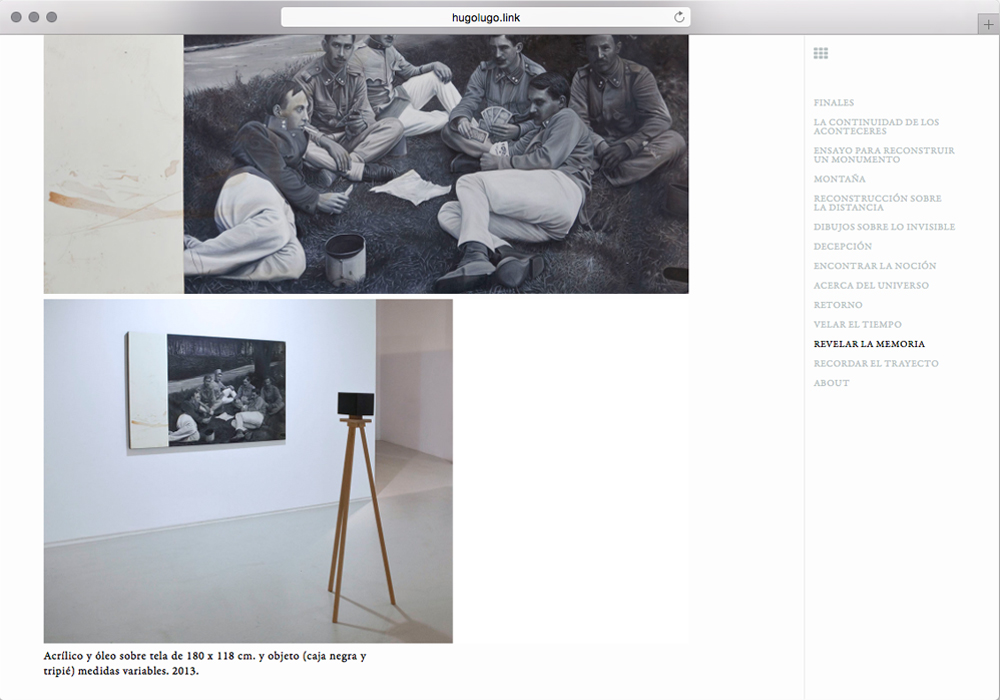 hugolugo.link
FINALES
LA CONTINUIDAD DE LOS
ACONTECERES
ENSAYO PARA RECONSTRUIR
UN MONUMENTO
MONTAÑA
RECONSTRUCCIÓN SOBRE
LA DISTANCIA
DIBUJOS SOBRE LO INVISIBLE
DECEPCIÓN
ENCONTRAR LA NOCIÓN
ACERCA DEL UNIVERSO
RETORNO
VELAR EL TIEMPO
REVELAR LA MEMORIA
RECORDAR EL TRAYECTO
ABOUT
Acrílico y óleo sobre tela de 180 x 118 cm. y objeto (caja negra y
tripié) medidas variables. 2013.